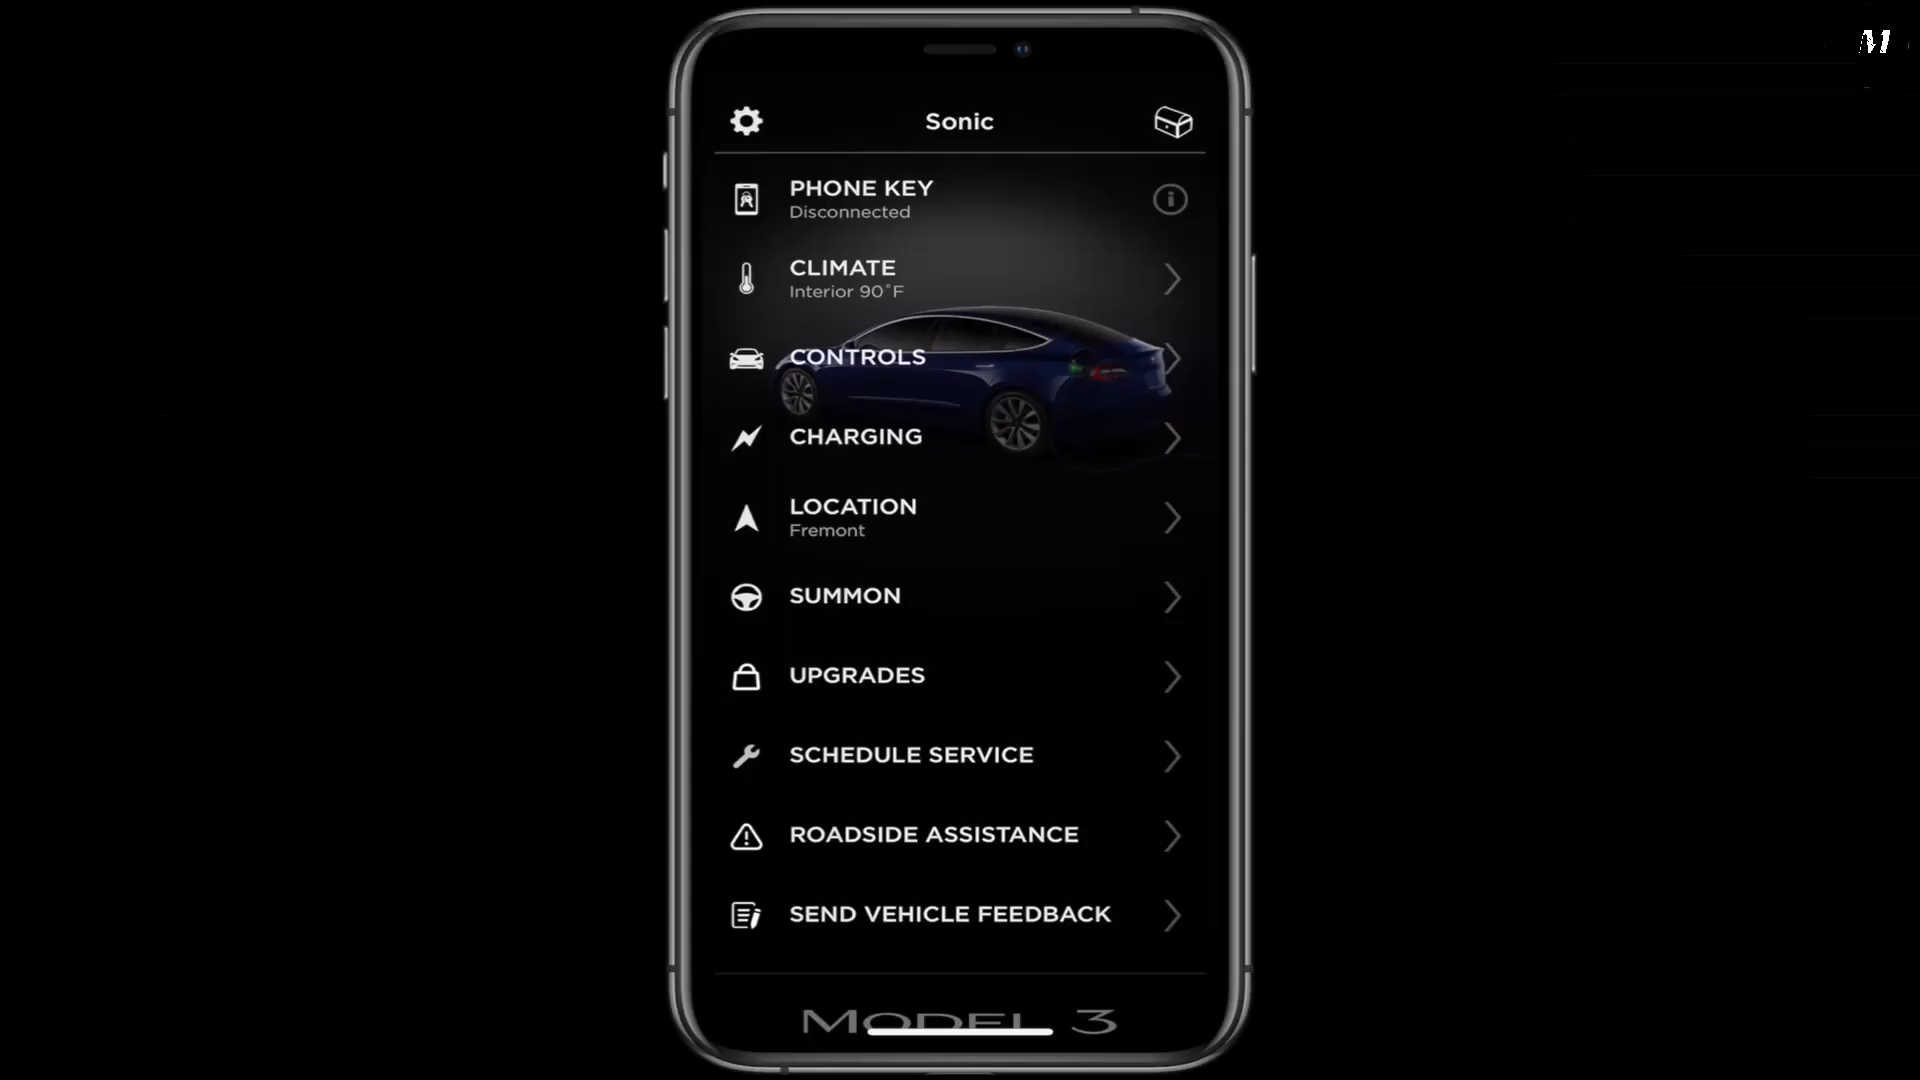 M
Sonic
PHONE KEY
Disconnected
CLIMATE
Interior 90°F
CONTROLS
CHARGING
LOCATION
Fremont
SUMMON
UPGRADES
SCHEDULE SERVICE
ROADSIDE ASSISTANCE
SEND VEHICLE FEEDBACK
MODEL 3